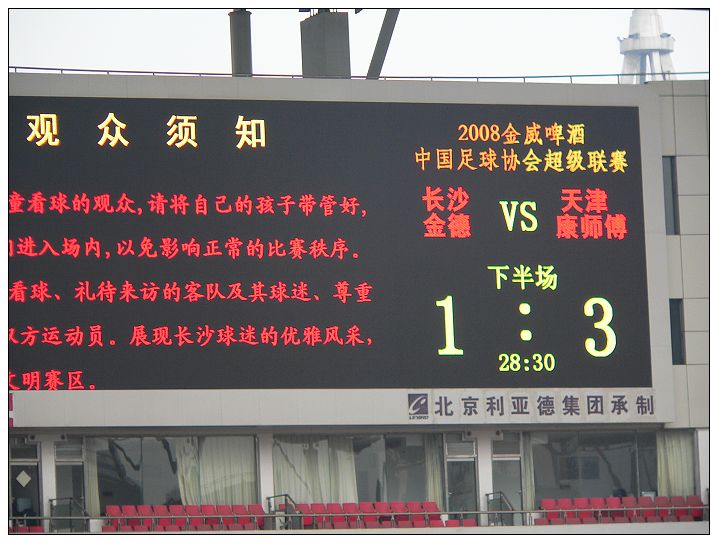 观众须知
童看球的观众,请将自己的孩子带管好,
进入场内,以免影响正常的比赛秩序。
看球、礼待来访的客队及其球迷、尊重
双方运动员。展现长沙球迷的优雅风采,
文明赛区。
2008金威啤酒
中国足球协会超级联赛
长沙 天津
金德 VS 康师傅
下半场
1 : 3
28:30
北京利亚德集团承制